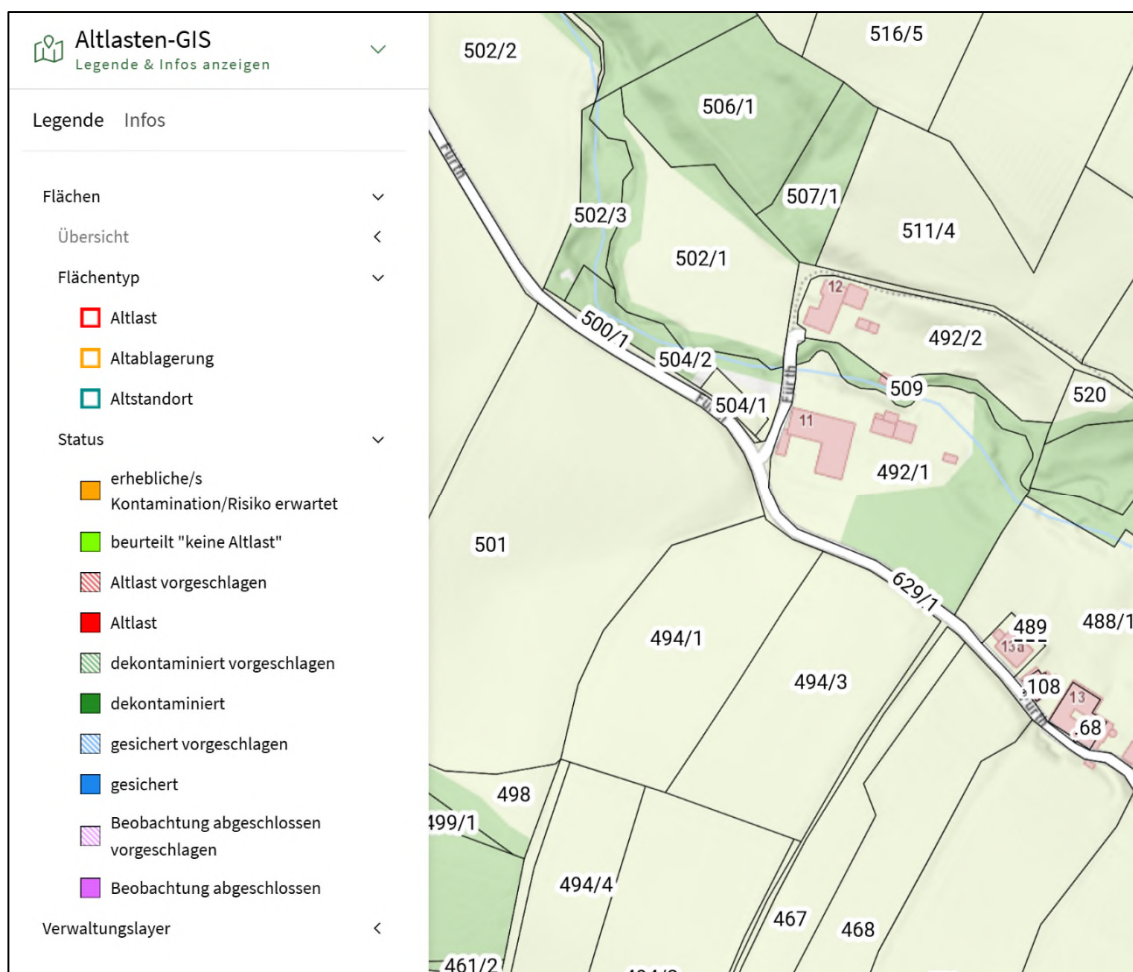 Altlasten-GIS
Legende & Infos anzeigen
Legende Infos
Flächen
Übersicht
Flächentyp
Altlast
Altablagerung
Altstandort
Status
erhebliche/s
Kontamination/Risiko erwartet
beurteilt "keine Altlast"
Altlast vorgeschlagen
Altlast
dekontaminiert vorgeschlagen
dekontaminiert
gesichert vorgeschlagen
gesichert
Beobachtung abgeschlossen
vorgeschlagen
Beobachtung abgeschlossen
Verwaltungslayer
516/5
502/2
506/1
Fürth
507/1
502/3
511/4
502/1
12
500/1
492/2
504/2
Fürth
509
520
504/1
11
492/1
501
629/1
489
488/1
13a
494/1
494/3
108
13
Fürth
.68
498
499/1
494/4
467
468
461/2